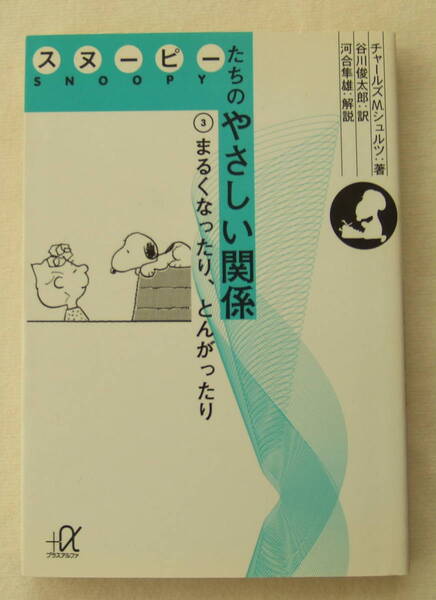 スヌーピーたちの
SNOOPY
やさしい関係
③まるくなったり、とんがったり
チャールズM.シュルツ：著
谷川俊太郎：訳
河合隼雄：解説
+α
プラスアルファ